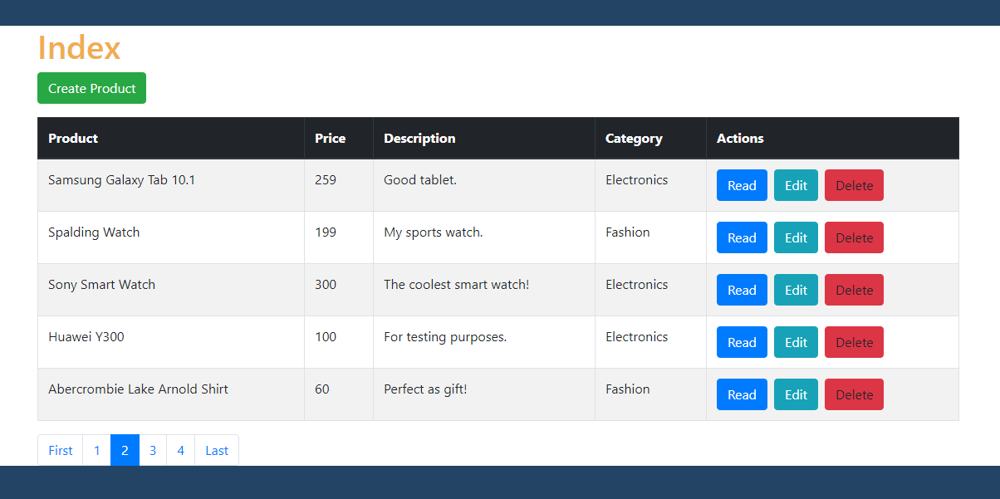 Index
Create Product
Product Price Description Category Actions
Samsung Galaxy Tab 10.1 259 Good tablet. Electronics Read Edit Delete
Spalding Watch 199 My sports watch. Fashion Read Edit Delete
Sony Smart Watch 300 The coolest smart watch! Electronics Read Edit Delete
Huawei Y300 100 For testing purposes. Electronics Read Edit Delete
Abercrombie Lake Arnold Shirt 60 Perfect as gift! Fashion Read Edit Delete
First 1 2 3 4 Last